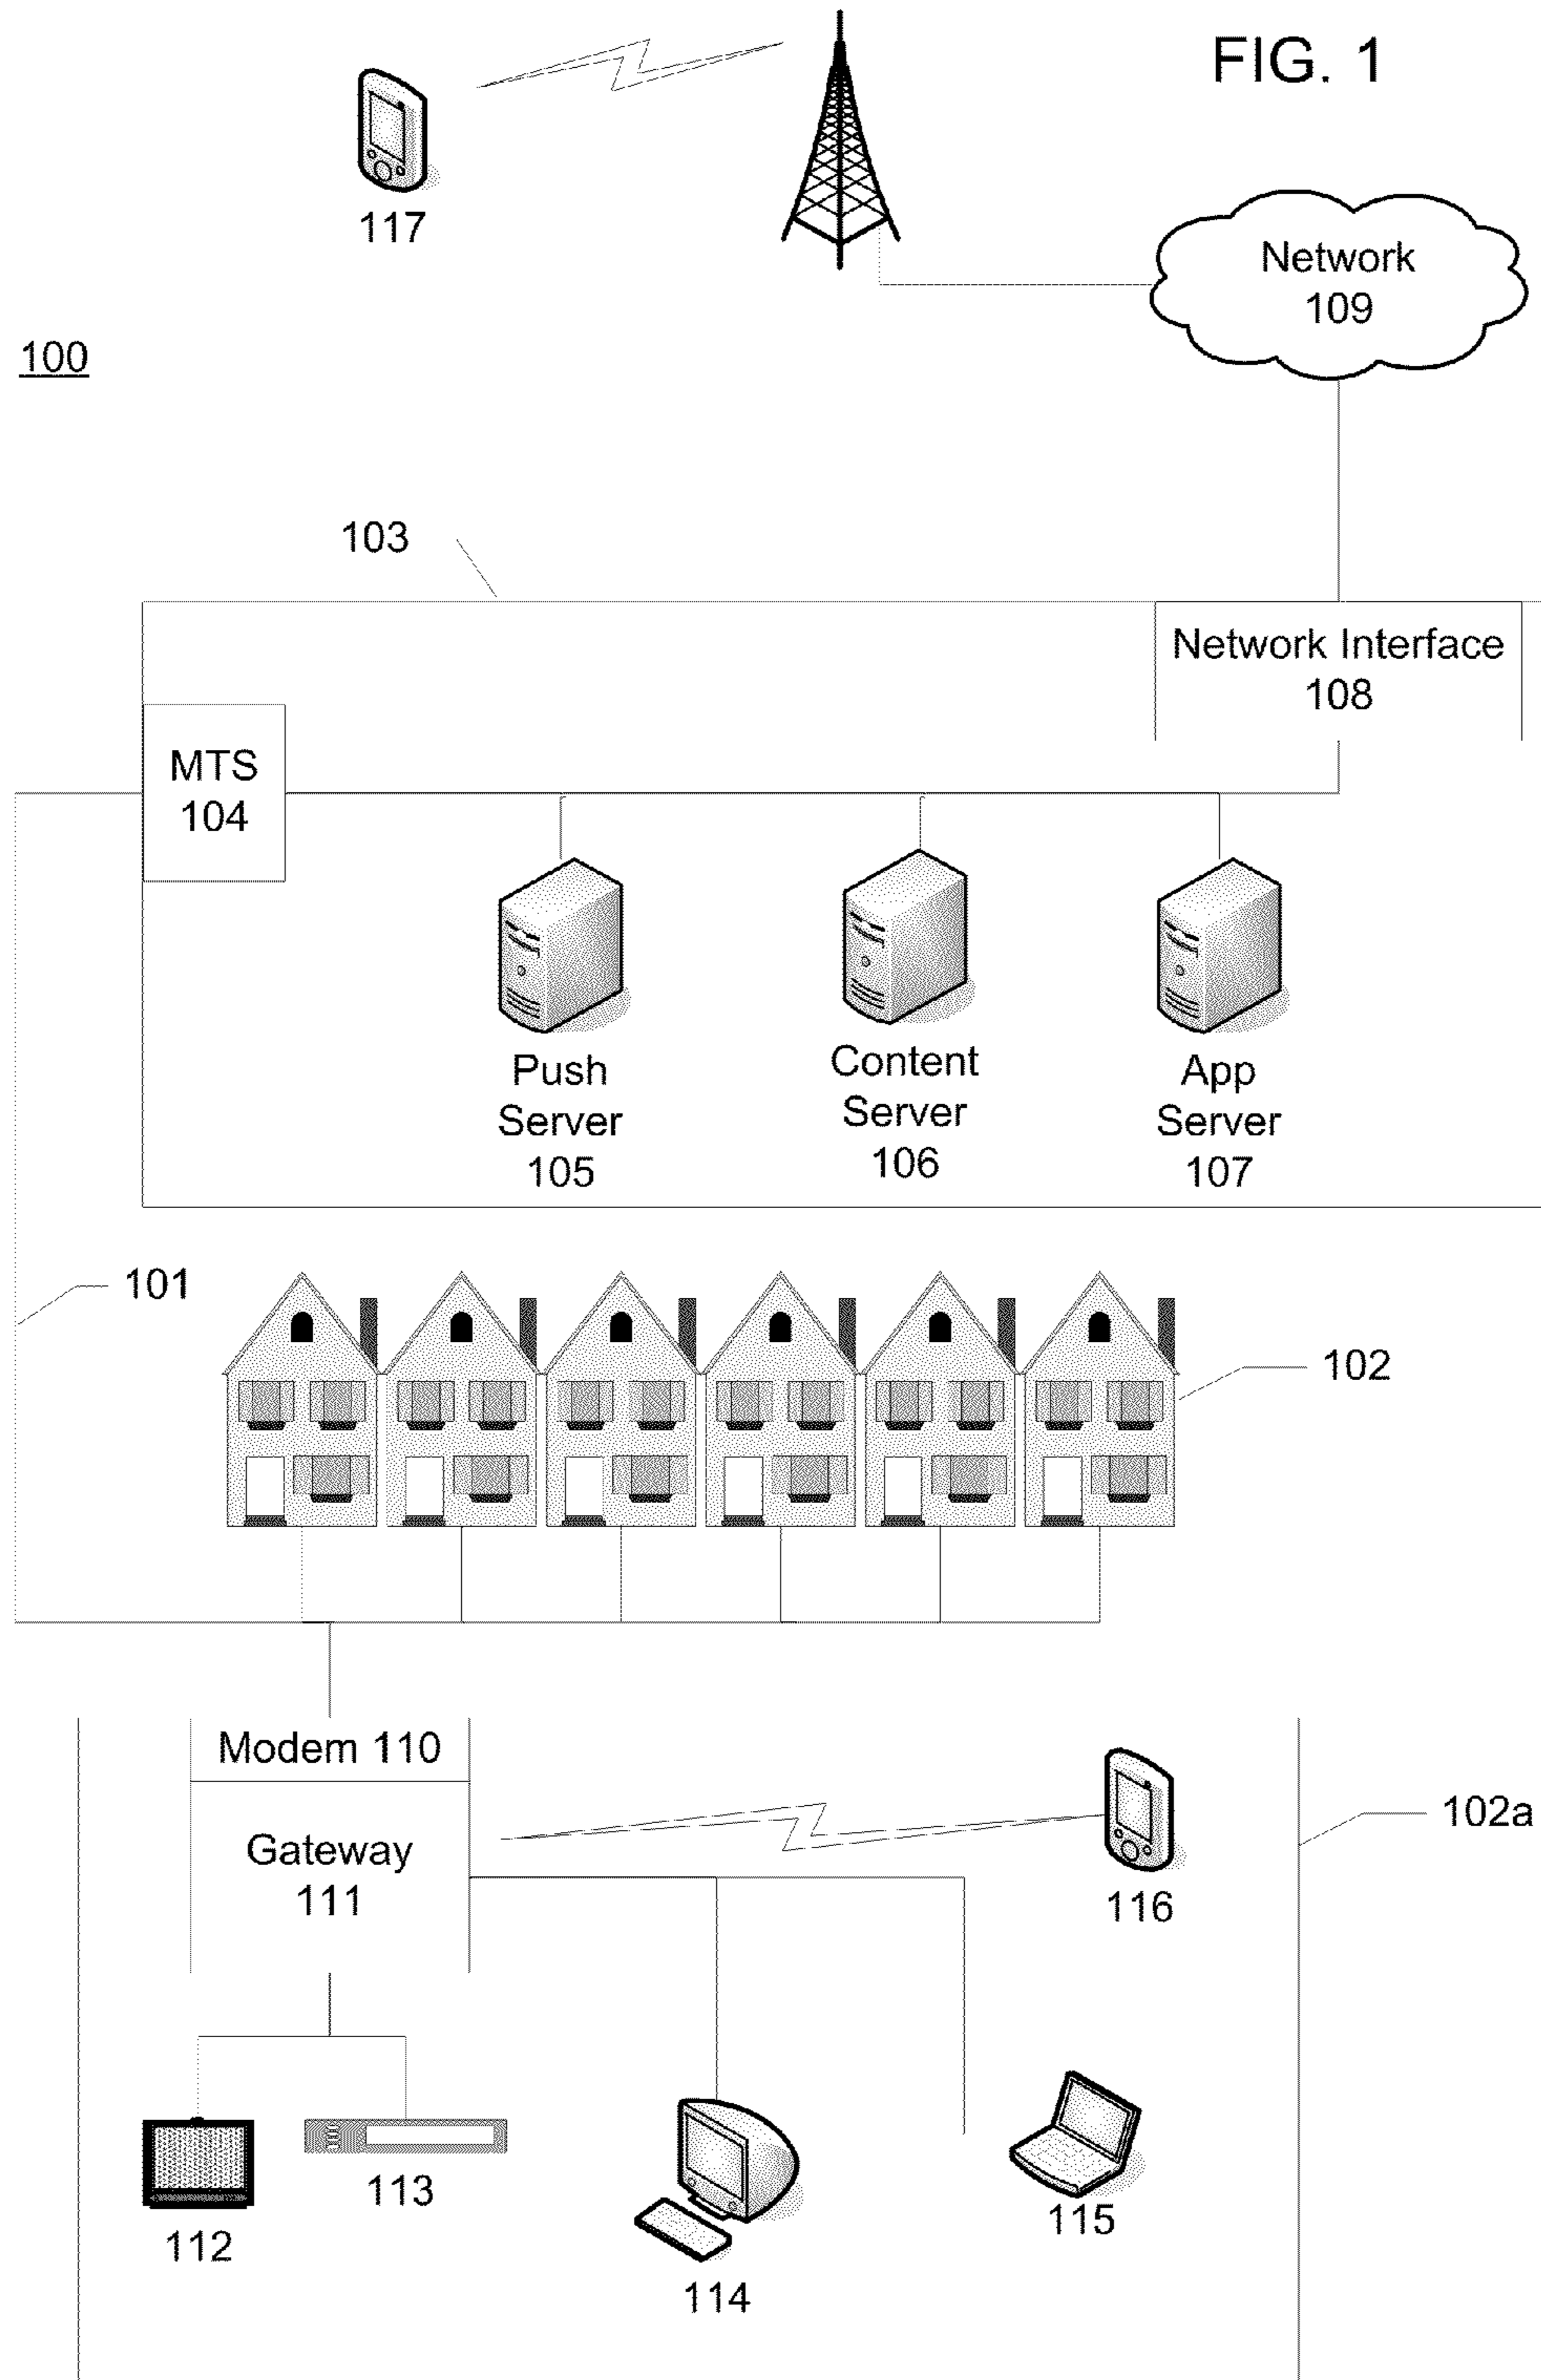 FIG. 1
117
Network
109
100
103
Network Interface
108
MTS
104
Push
Server
105
Content
Server
106
App
Server
107
101
102
Modem 110
Gateway
111
116
102a
112
113
114
115